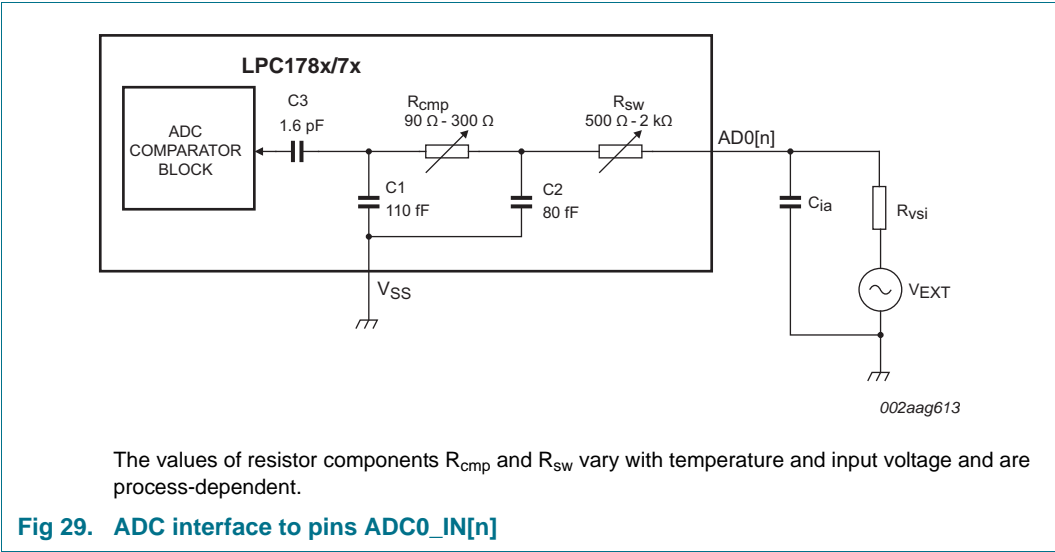 LPC178x/7x
C3
1.6 pF
Rcmp
90 Ω - 300 Ω
Rsw
500 Ω - 2 kΩ
AD0[n]
ADC
COMPARATOR
BLOCK
C1
110 fF
C2
80 fF
Cia
Rvsi
VSS
VEXT
002aag613
The values of resistor components Rcmp and Rsw vary with temperature and input voltage and are
process-dependent.
Fig 29. ADC interface to pins ADC0_IN[n]